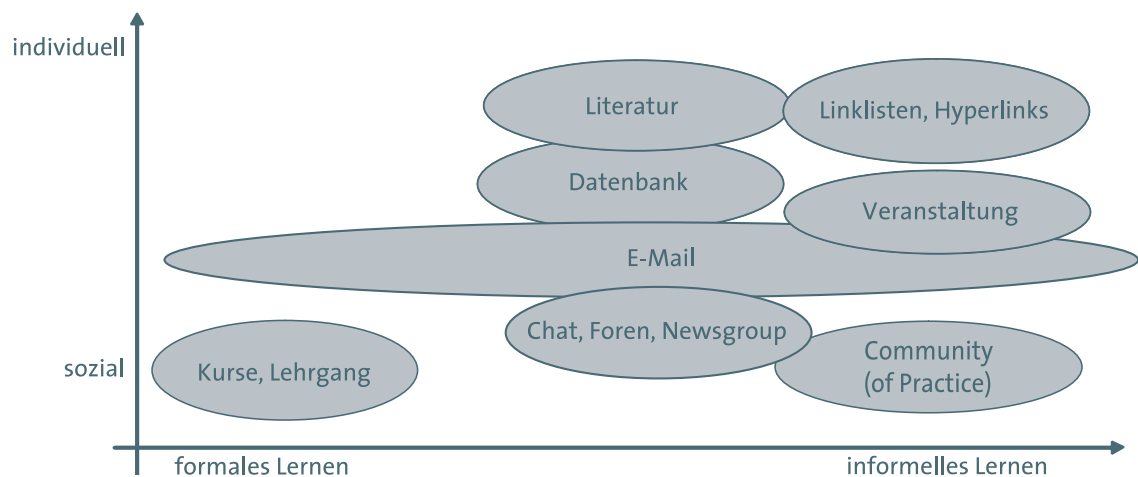 individuell
Literatur
Linklisten, Hyperlinks
Datenbank
Veranstaltung
E-Mail
Chat, Foren, Newsgroup
sozial
Kurse, Lehrgang
Community
(of Practice)
formales Lernen
informelles Lernen